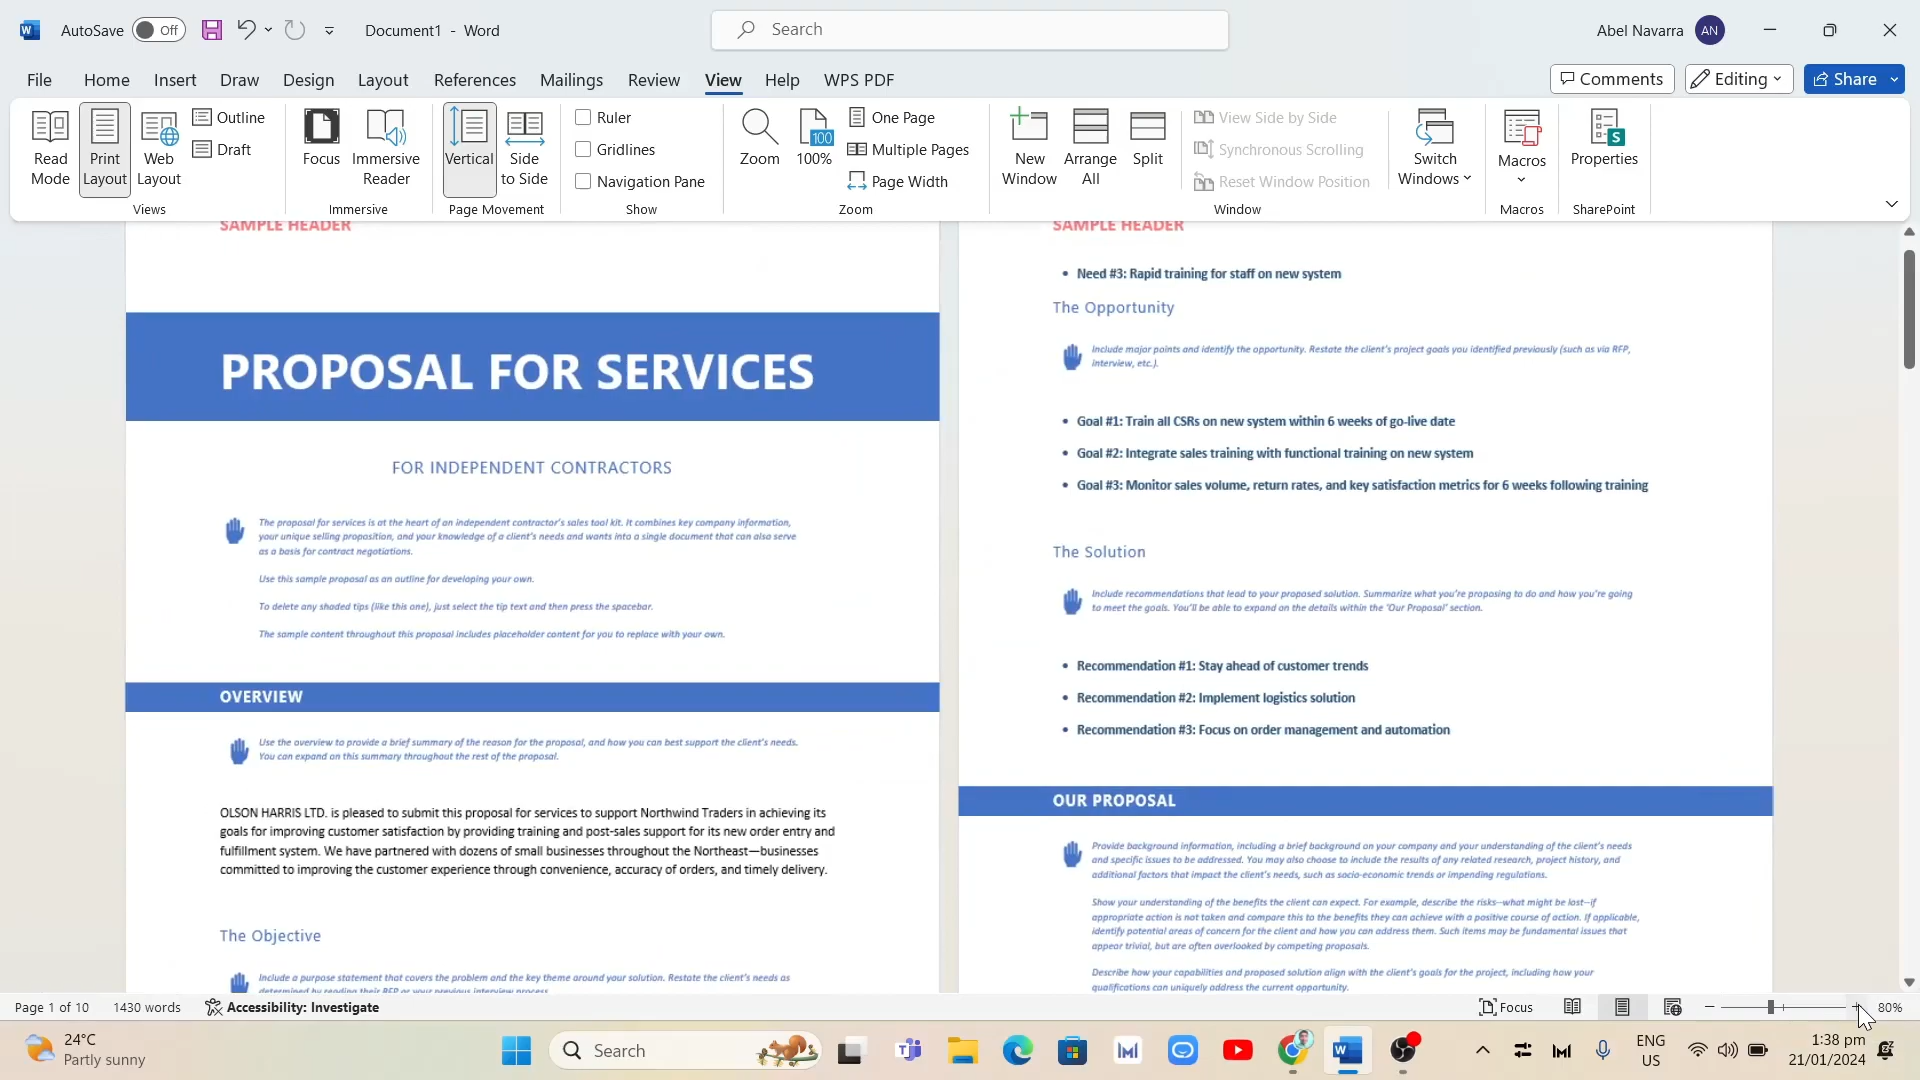 AutoSave Off Document1 - Word Search Abel Navarra AN
File Home Insert Draw Design Layout References Mailings Review View Help WPS PDF Comments Editing Share
Read Mode
Print Layout
Web Layout
Outline
Draft
Views
Focus
Immersive Reader
Immersive
Vertical
Side to Side
Page Movement
Ruler
Gridlines
Navigation Pane
Show
Zoom
100
100%
One Page
Multiple Pages
Page Width
Zoom
New Window
Arrange All
Split
View Side by Side
Synchronous Scrolling
Reset Window Position
Switch Windows
Window
Macros
Macros
Properties
SharePoint
SAMPLE HEADER
PROPOSAL FOR SERVICES
FOR INDEPENDENT CONTRACTORS
The proposal for services is at the heart of an independent contractor's sales tool kit. It combines key company information,
your unique selling proposition, and your knowledge of a client's needs and wants into a single document that can also serve
as a basis for contract negotiations.
Use this sample proposal as an outline for developing your own.
To delete any shaded tips (like this one), just select the tip text and then press the spacebar.
The sample content throughout this proposal includes placeholder content for you to replace with your own.
OVERVIEW
Use the overview to provide a brief summary of the reason for the proposal, and how you can best support the client's needs.
You can expand on this summary throughout the rest of the proposal.
OLSON HARRIS LTD. is pleased to submit this proposal for services to support Northwind Traders in achieving its
goals for improving customer satisfaction by providing training and post-sales support for its new order entry and
fulfillment system. We have partnered with dozens of small businesses throughout the Northeast—businesses
committed to improving the customer experience through convenience, accuracy of orders, and timely delivery.
The Objective
Include a purpose statement that covers the problem and the key theme around your solution. Restate the client's needs as
determined by reading their RFP or your previous interview process.
SAMPLE HEADER
• Need #3: Rapid training for staff on new system
The Opportunity
Include major points and identify the opportunity. Restate the client's project goals you identified previously (such as via RFP,
interview, etc.).
• Goal #1: Train all CSRs on new system within 6 weeks of go-live date
• Goal #2: Integrate sales training with functional training on new system
• Goal #3: Monitor sales volume, return rates, and key satisfaction metrics for 6 weeks following training
The Solution
Include recommendations that lead to your proposed solution. Summarize what you're proposing to do and how you're going
to meet the goals. You'll be able to expand on the details within the 'Our Proposal' section.
• Recommendation #1: Stay ahead of customer trends
• Recommendation #2: Implement logistics solution
• Recommendation #3: Focus on order management and automation
OUR PROPOSAL
Provide background information, including a brief background on your company and your understanding of the client's needs
and specific issues to be addressed. You may also choose to include the results of any related research, project history, and
additional factors that impact the client's needs, such as socio-economic trends or impending regulations.
Show your understanding of the benefits the client can expect. For example, describe the risks--what might be lost--if
appropriate action is not taken and compare this to the benefits they can achieve with a positive course of action. If applicable,
identify potential areas of concern for the client and how you can address them. Such items may be fundamental issues that
appear trivial, but are often overlooked by competing proposals.
Describe how your capabilities and proposed solution align with the client's goals for the project, including how your
qualifications can uniquely address the current opportunity.
Page 1 of 10 1430 words Accessibility: Investigate Focus 80%
24°C
Partly sunny
Search
ENG
US
1:38 pm
21/01/2024